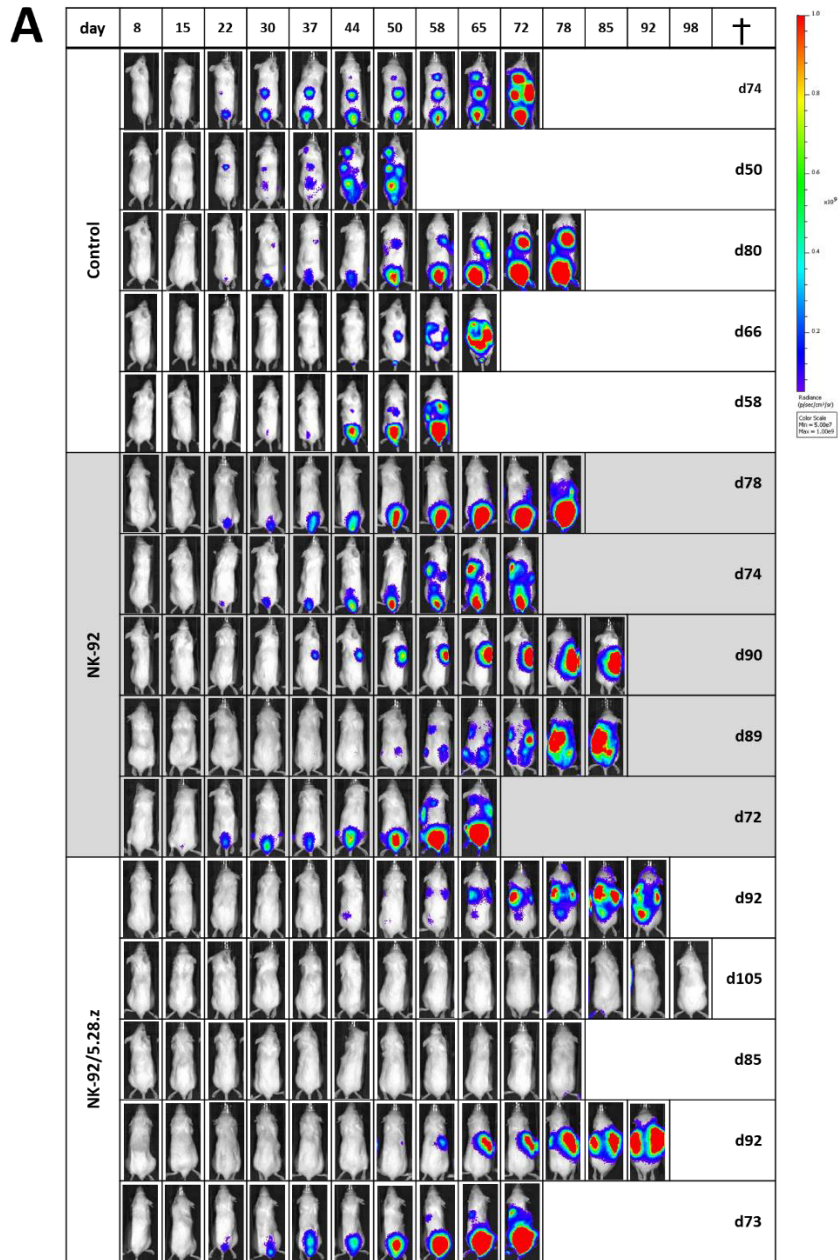 A
day 8 15 22 30 37 44 50 58 65 72 78 85 92 98 †
Control
d74
d50
d80
d66
d58
NK-92
d78
d74
d90
d89
d72
NK-92/5.28.z
d92
d105
d85
d92
d73
1.0
0.8
0.6
x10⁹
0.4
0.2
Radiance
(p/sec/cm²/sr)
Color Scale
Min = 5.00e7
Max = 1.00e9